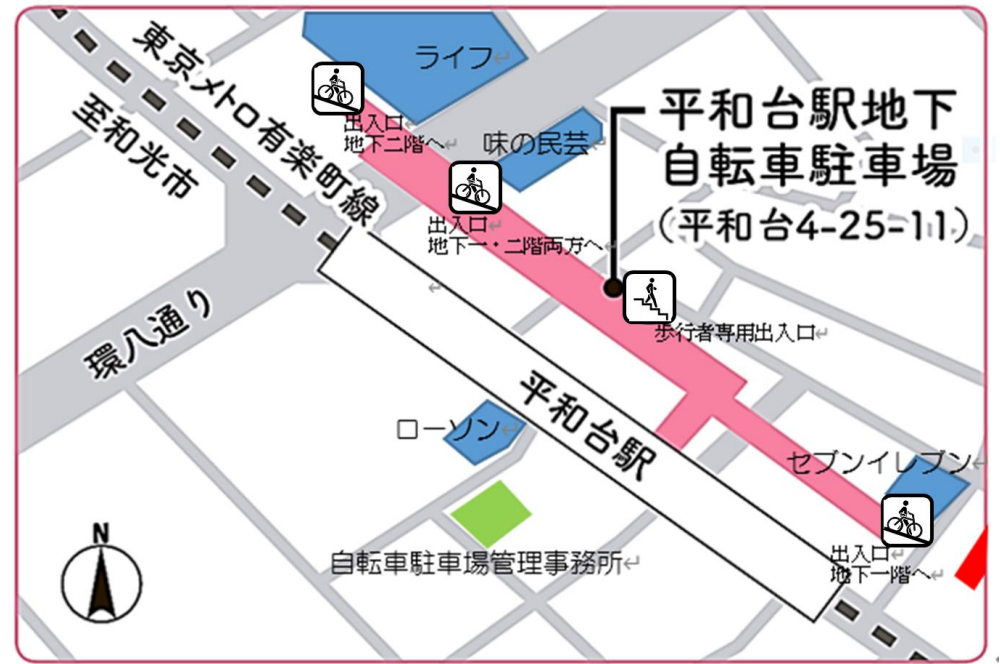 東京メトロ有楽町線
至和光市
ライフ
出入口
地下二階へ
味の民芸
平和台駅地下
自転車駐車場
（平和台4-25-11）
出入口
地下一・二階両方へ
歩行者専用出入口
環八通り
平和台駅
ローソン
セブンイレブン
自転車駐車場管理事務所
出入口
地下一階へ
N